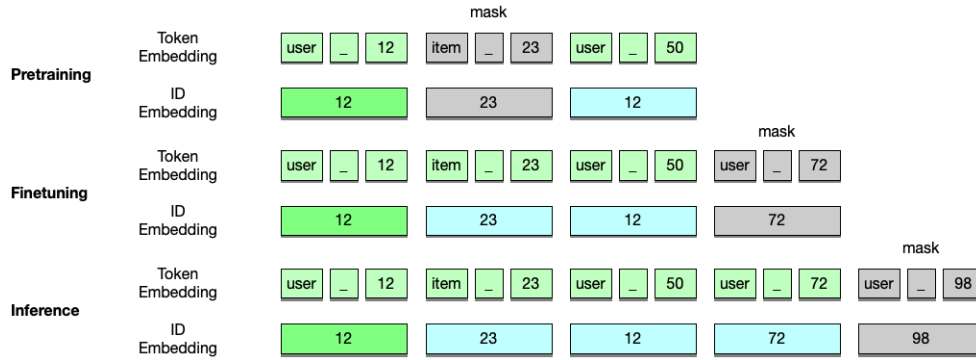 mask
Token
Embedding
user _ 12 item _ 23 user _ 50
Pretraining
ID
Embedding
12 23 12
mask
Token
Embedding
user _ 12 item _ 23 user _ 50 user _ 72
Finetuning
ID
Embedding
12 23 12 72
mask
Token
Embedding
user _ 12 item _ 23 user _ 50 user _ 72 user _ 98
Inference
ID
Embedding
12 23 12 72 98